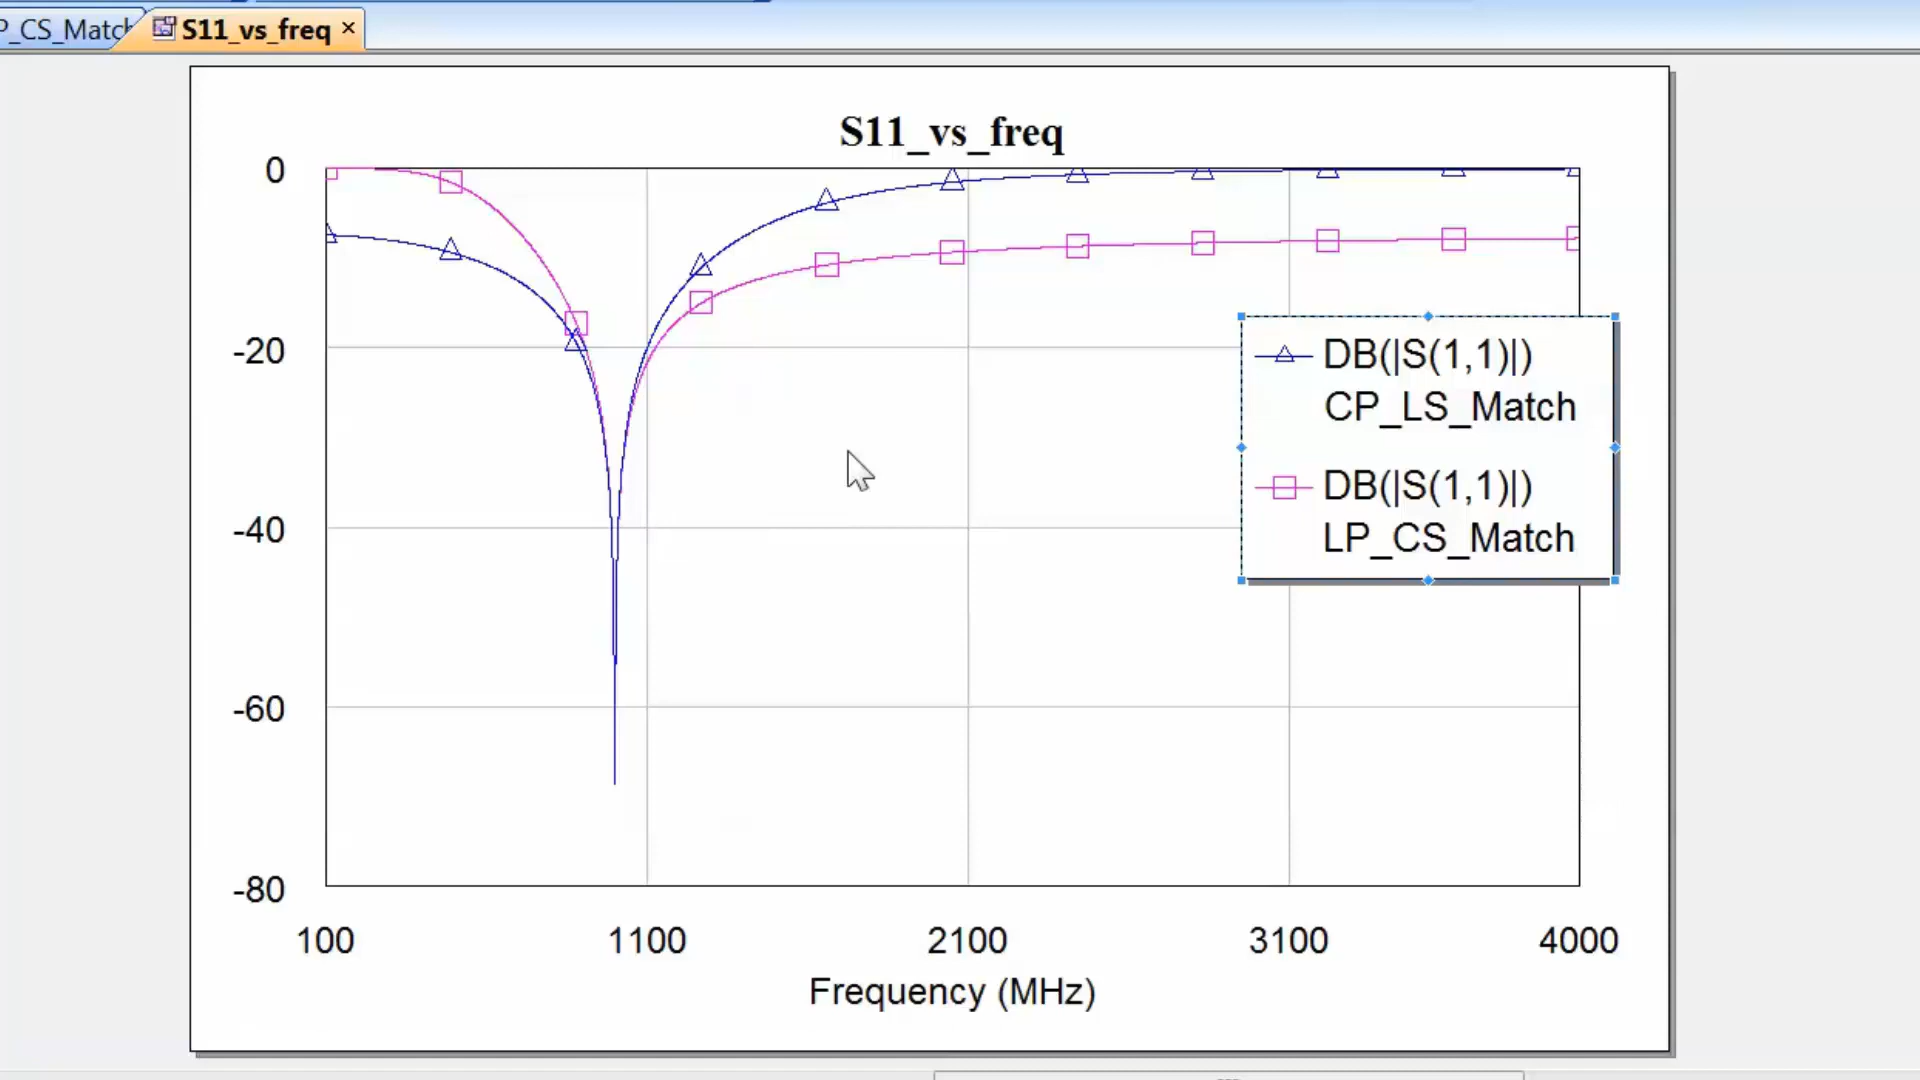 P_CS_Match
S11_vs_freq
S11_vs_freq
0
-20
-40
-60
-80
DB(|S(1,1)|)
CP_LS_Match
DB(|S(1,1)|)
LP_CS_Match
100 1100 2100 3100 4000
Frequency (MHz)